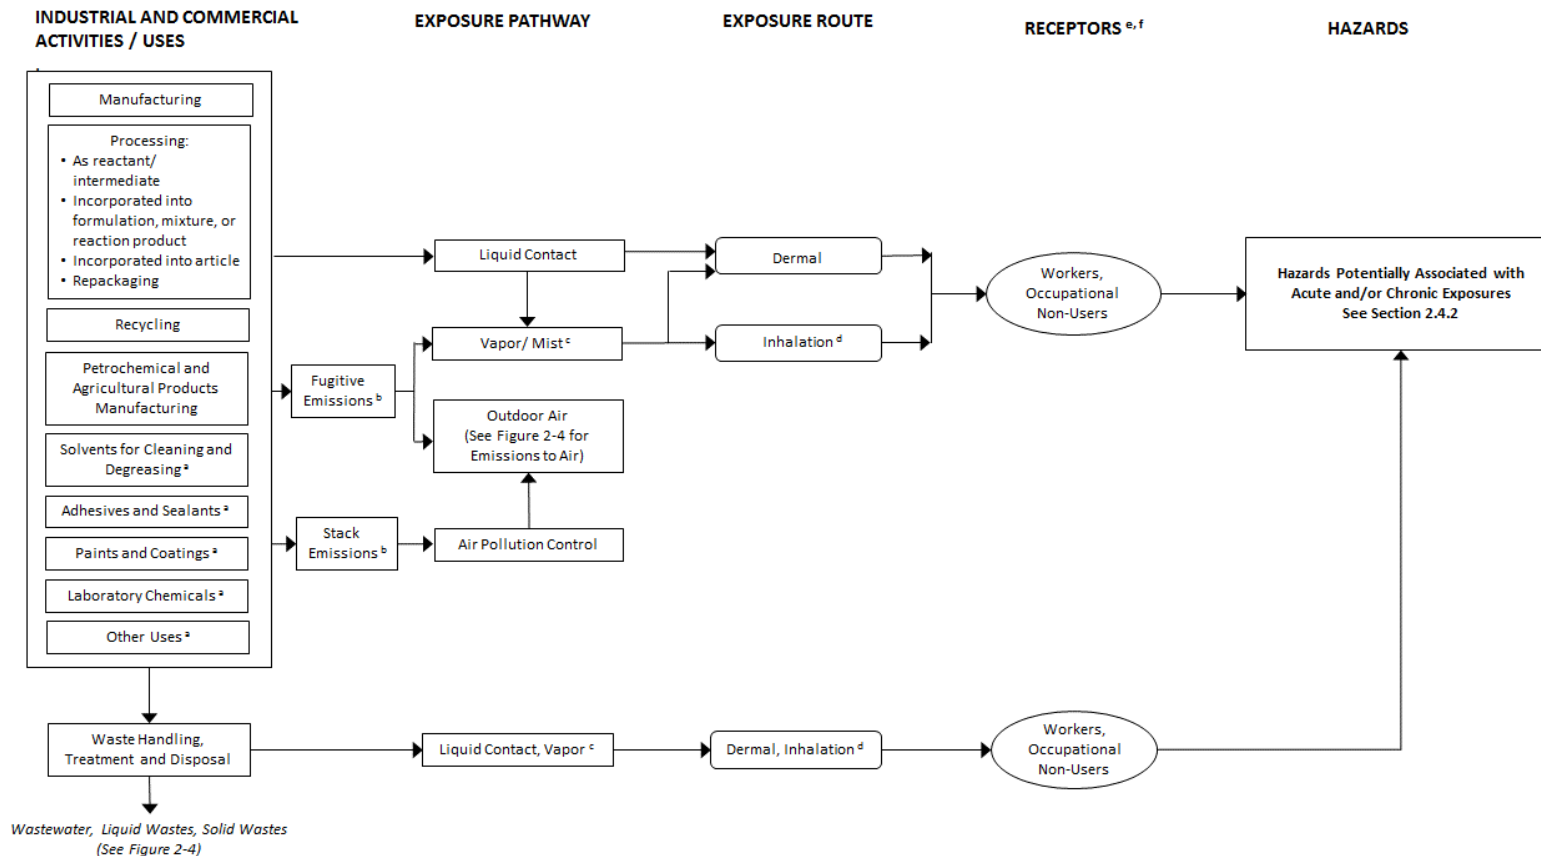 INDUSTRIAL AND COMMERCIAL
ACTIVITIES / USES
EXPOSURE PATHWAY
EXPOSURE ROUTE
RECEPTORS e, f
HAZARDS
Manufacturing
Processing:
• As reactant/
intermediate
• Incorporated into
formulation, mixture, or
reaction product
• Incorporated into article
• Repackaging
Recycling
Petrochemical and
Agricultural Products
Manufacturing
Solvents for Cleaning and
Degreasing a
Adhesives and Sealants a
Paints and Coatings a
Laboratory Chemicals a
Other Uses a
Fugitive
Emissions b
Stack
Emissions b
Liquid Contact
Vapor/ Mist c
Outdoor Air
(See Figure 2-4 for
Emissions to Air)
Air Pollution Control
Dermal
Inhalation d
Workers,
Occupational
Non-Users
Hazards Potentially Associated with
Acute and/or Chronic Exposures
See Section 2.4.2
Waste Handling,
Treatment and Disposal
Liquid Contact, Vapor c
Dermal, Inhalation d
Workers,
Occupational
Non-Users
Wastewater, Liquid Wastes, Solid Wastes
(See Figure 2-4)